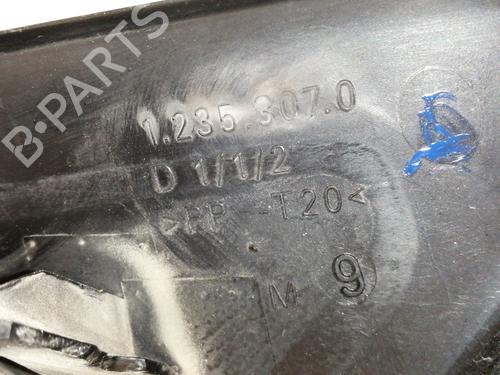 B-PARTS
1.235.307.0
D 1/1/2
>PP -T20<
M 9